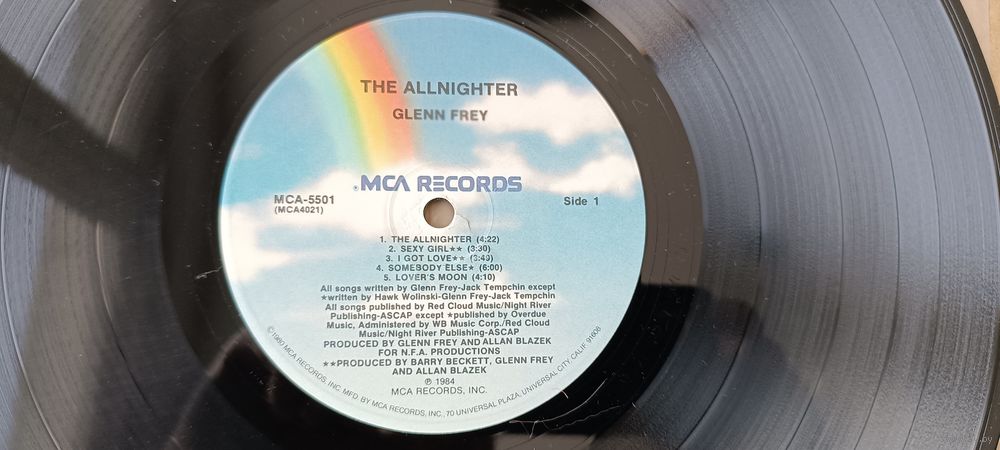 THE ALLNIGHTER
GLENN FREY
MCA RECORDS
MCA-5501
(MCA4021)
Side 1
1. THE ALLNIGHTER (4:22)
2. SEXY GIRL★★ (3:30)
3. I GOT LOVE★★ (3:49)
4. SOMEBODY ELSE★ (6:00)
5. LOVER'S MOON (4:10)
All songs written by Glenn Frey-Jack Tempchin except
★written by Hawk Wolinski-Glenn Frey-Jack Tempchin
All songs published by Red Cloud Music/Night River
Publishing-ASCAP except ★published by Overdue
Music, Administered by WB Music Corp./Red Cloud
Music/Night River Publishing-ASCAP
PRODUCED BY GLENN FREY AND ALLAN BLAZEK
FOR N.F.A. PRODUCTIONS
★★PRODUCED BY BARRY BECKETT, GLENN FREY
AND ALLAN BLAZEK
℗ 1984
MCA RECORDS, INC.
©1980 MCA RECORDS, INC. MFD. BY MCA RECORDS, INC., 70 UNIVERSAL PLAZA, UNIVERSAL CITY, CALIF. 91608